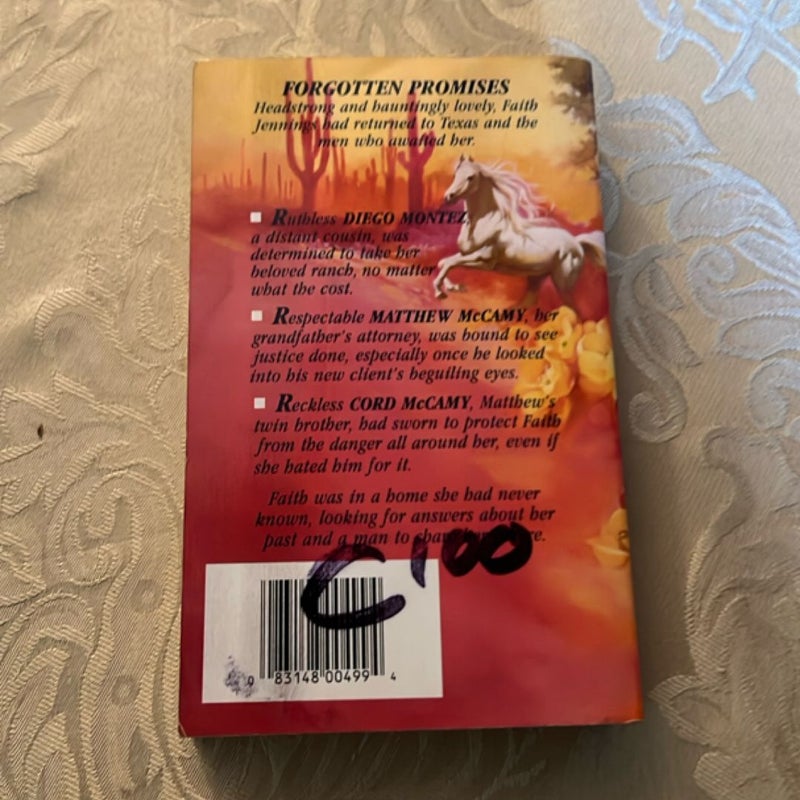 FORGOTTEN PROMISES
Headstrong and hauntingly lovely, Faith
Jennings had returned to Texas and the
men who awaited her.
Ruthless DIEGO MONTEZ,
a distant cousin, was
determined to take her
beloved ranch, no matter
what the cost.
Respectable MATTHEW McCAMY, her
grandfather's attorney, was bound to see
justice done, especially once he looked
into his new client's beguiling eyes.
Reckless CORD McCAMY, Matthew's
twin brother, had sworn to protect Faith
from the danger all around her, even if
she hated him for it.
Faith was in a home she had never
known, looking for answers about her
past and a man to
C'100
0 83148 00499 4